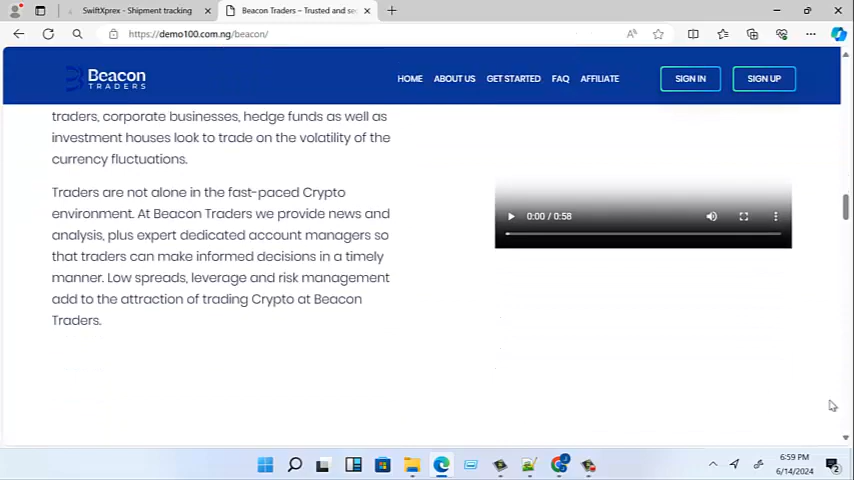 SwiftXprex - Shipment tracking
Beacon Traders – Trusted and se
https://demo100.com.ng/beacon/
Beacon
TRADERS
HOME
ABOUT US
GET STARTED
FAQ
AFFILIATE
SIGN IN
SIGN UP
traders, corporate businesses, hedge funds as well as
investment houses look to trade on the volatility of the
currency fluctuations.
Traders are not alone in the fast-paced Crypto
environment. At Beacon Traders we provide news and
analysis, plus expert dedicated account managers so
that traders can make informed decisions in a timely
manner. Low spreads, leverage and risk management
add to the attraction of trading Crypto at Beacon
Traders.
0:00 / 0:58
6:59 PM
6/14/2024